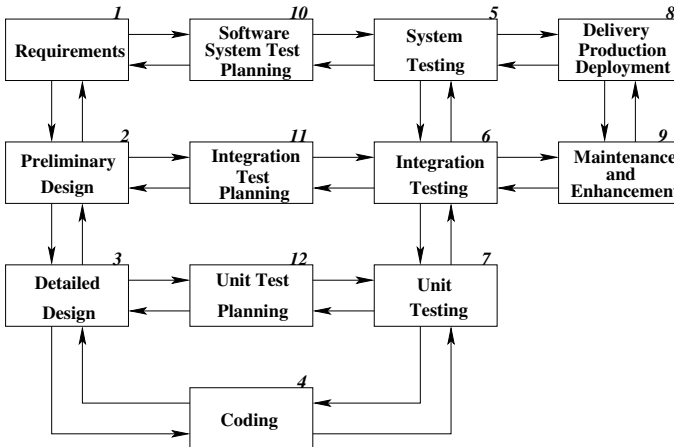 1
Requirements
10
Software
System Test
Planning
5
System
Testing
8
Delivery
Production
Deployment
2
Preliminary
Design
11
Integration
Test
Planning
6
Integration
Testing
9
Maintenance
and
Enhancement
3
Detailed
Design
12
Unit Test
Planning
7
Unit
Testing
4
Coding